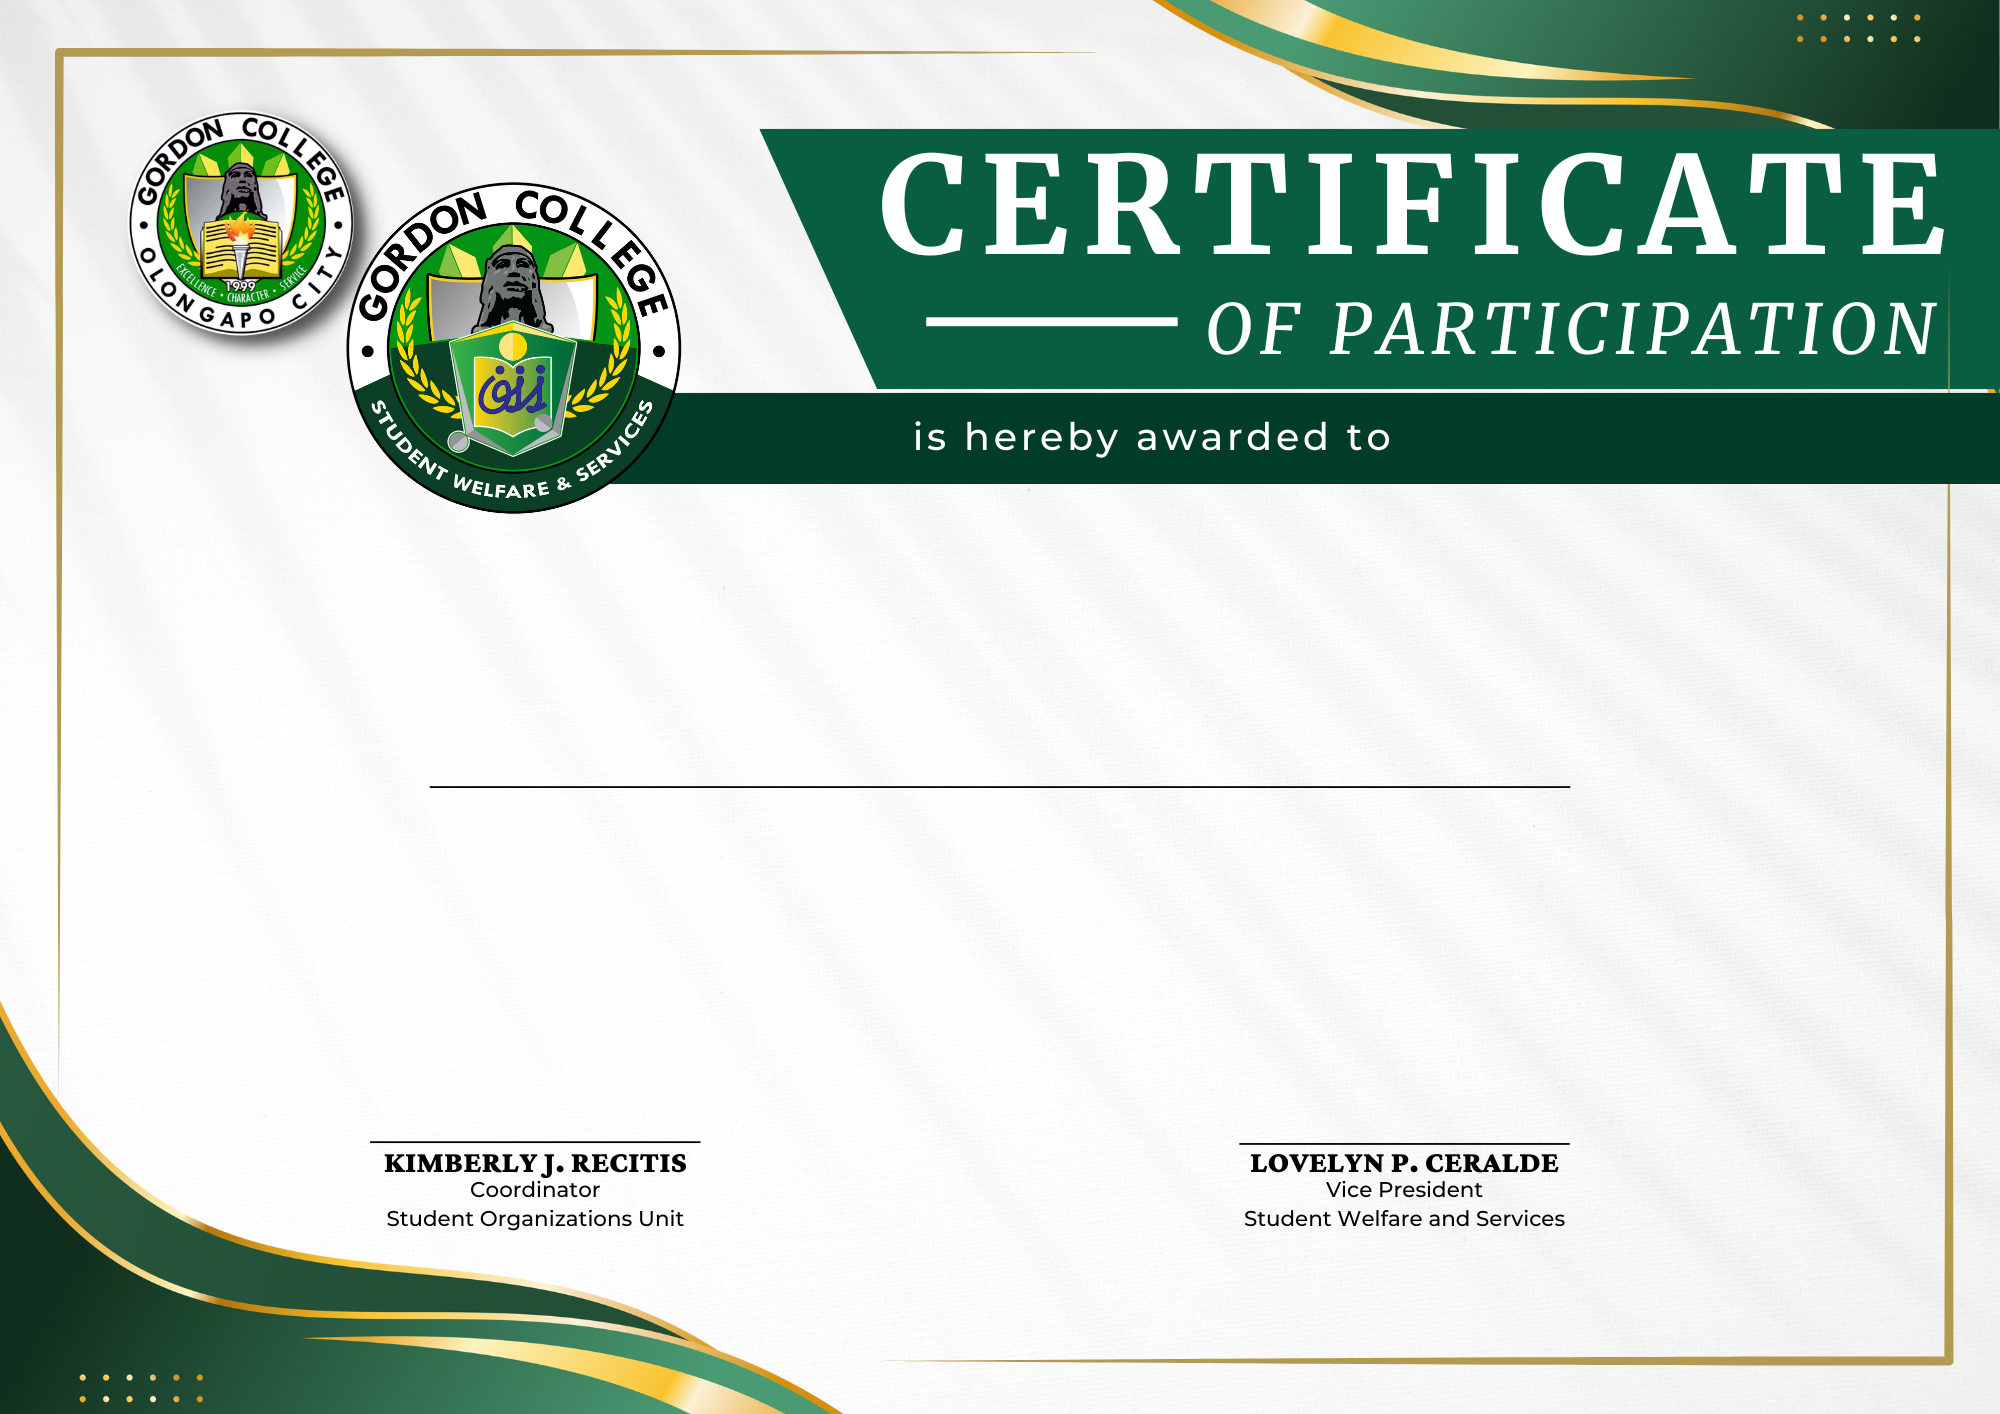 GORDON COLLEGE
OLONGAPO CITY
1999
EXCELLENCE • CHARACTER • SERVICE
GORDON COLLEGE
STUDENT WELFARE & SERVICES
CERTIFICATE
OF PARTICIPATION
is hereby awarded to
KIMBERLY J. RECITIS
Coordinator
Student Organizations Unit
LOVELYN P. CERALDE
Vice President
Student Welfare and Services